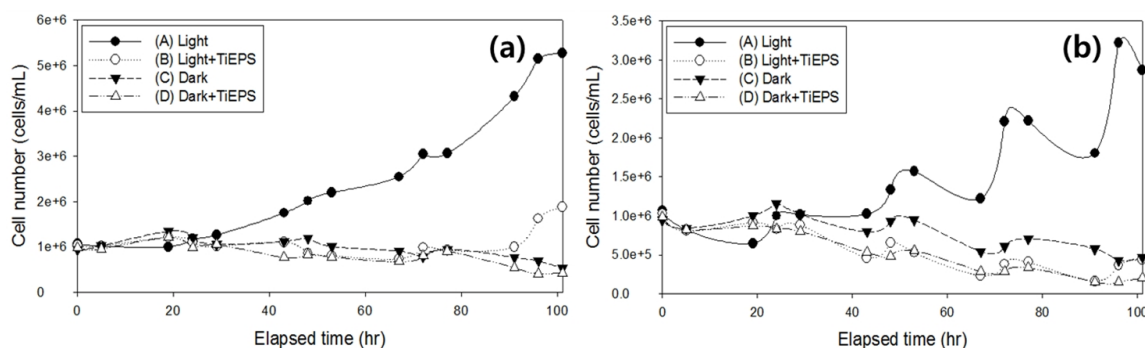 6e+6
5e+6
4e+6
3e+6
2e+6
1e+6
0
Cell number (cells/mL)
(A) Light
(B) Light+TiEPS
(C) Dark
(D) Dark+TiEPS
(a)
0 20 40 60 80 100
Elapsed time (hr)
3.5e+6
3.0e+6
2.5e+6
2.0e+6
1.5e+6
1.0e+6
5.0e+5
0.0
Cell number (cells/mL)
(A) Light
(B) Light+TiEPS
(C) Dark
(D) Dark+TiEPS
(b)
0 20 40 60 80 100
Elapsed time (hr)